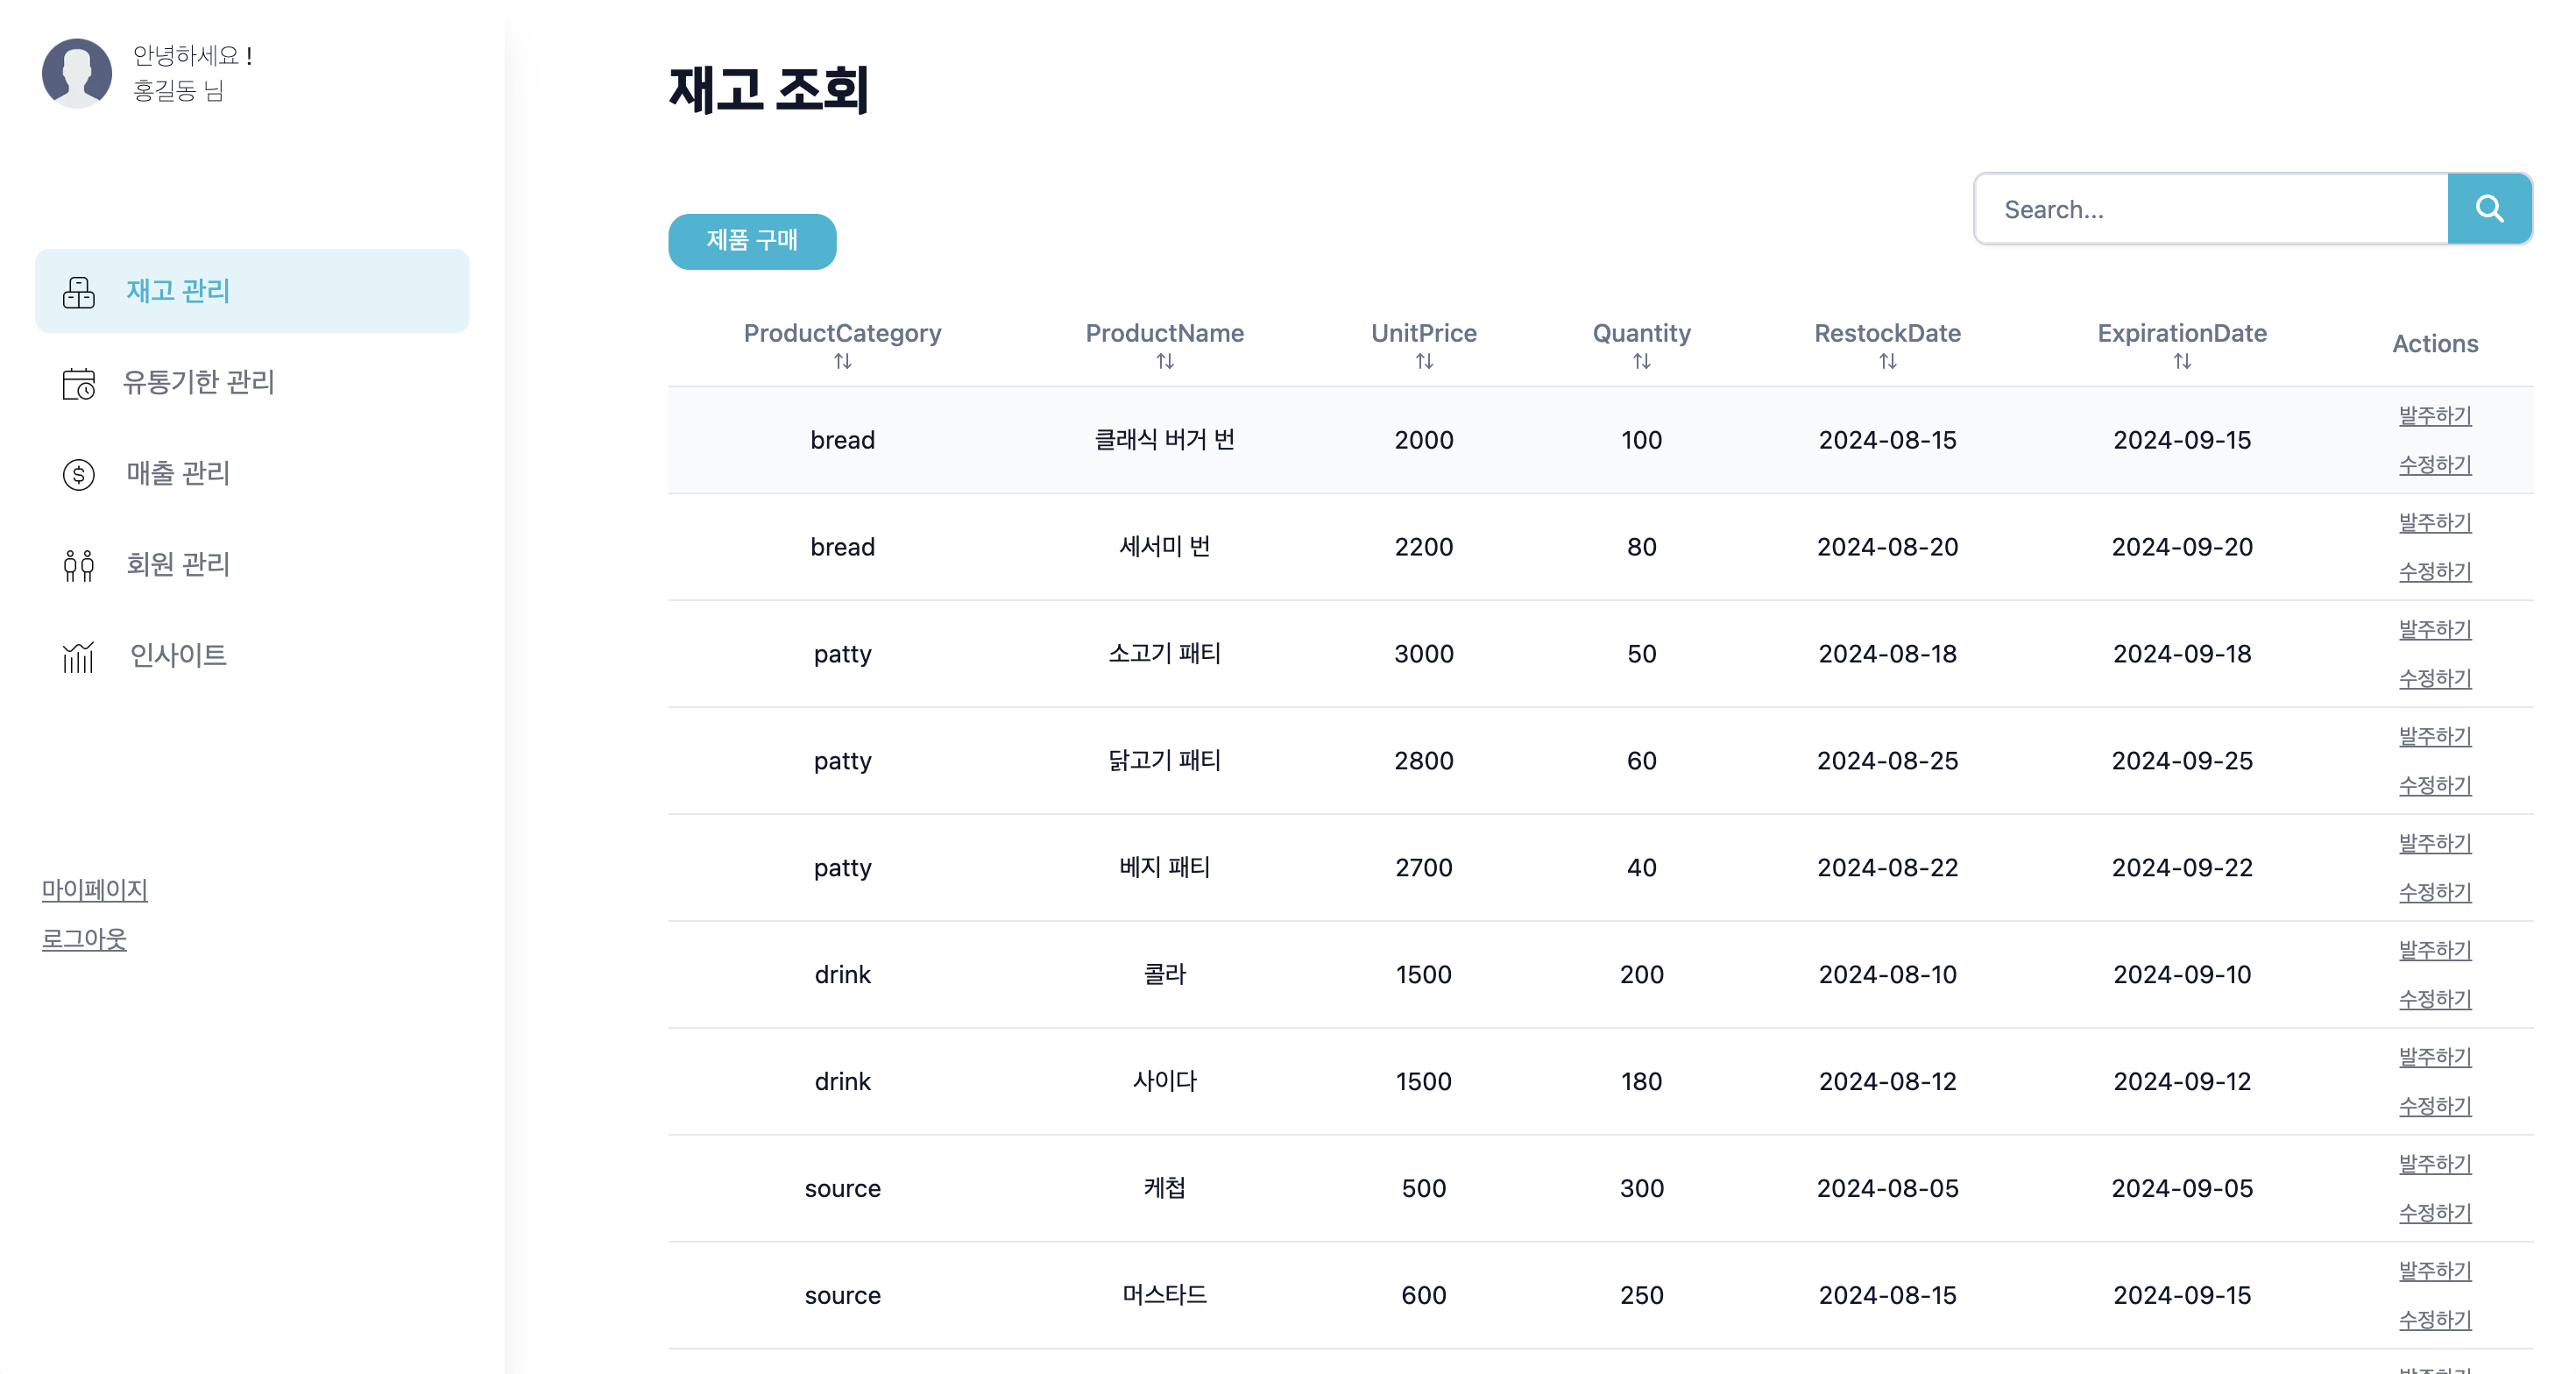 안녕하세요 !
홍길동 님
재고 관리
유통기한 관리
매출 관리
회원 관리
인사이트
마이페이지
로그아웃
재고 조회
Search...
제품 구매
ProductCategory ProductName UnitPrice Quantity RestockDate ExpirationDate Actions
bread 클래식 버거 번 2000 100 2024-08-15 2024-09-15 발주하기 수정하기
bread 세서미 번 2200 80 2024-08-20 2024-09-20 발주하기 수정하기
patty 소고기 패티 3000 50 2024-08-18 2024-09-18 발주하기 수정하기
patty 닭고기 패티 2800 60 2024-08-25 2024-09-25 발주하기 수정하기
patty 베지 패티 2700 40 2024-08-22 2024-09-22 발주하기 수정하기
drink 콜라 1500 200 2024-08-10 2024-09-10 발주하기 수정하기
drink 사이다 1500 180 2024-08-12 2024-09-12 발주하기 수정하기
source 케첩 500 300 2024-08-05 2024-09-05 발주하기 수정하기
source 머스타드 600 250 2024-08-15 2024-09-15 발주하기 수정하기